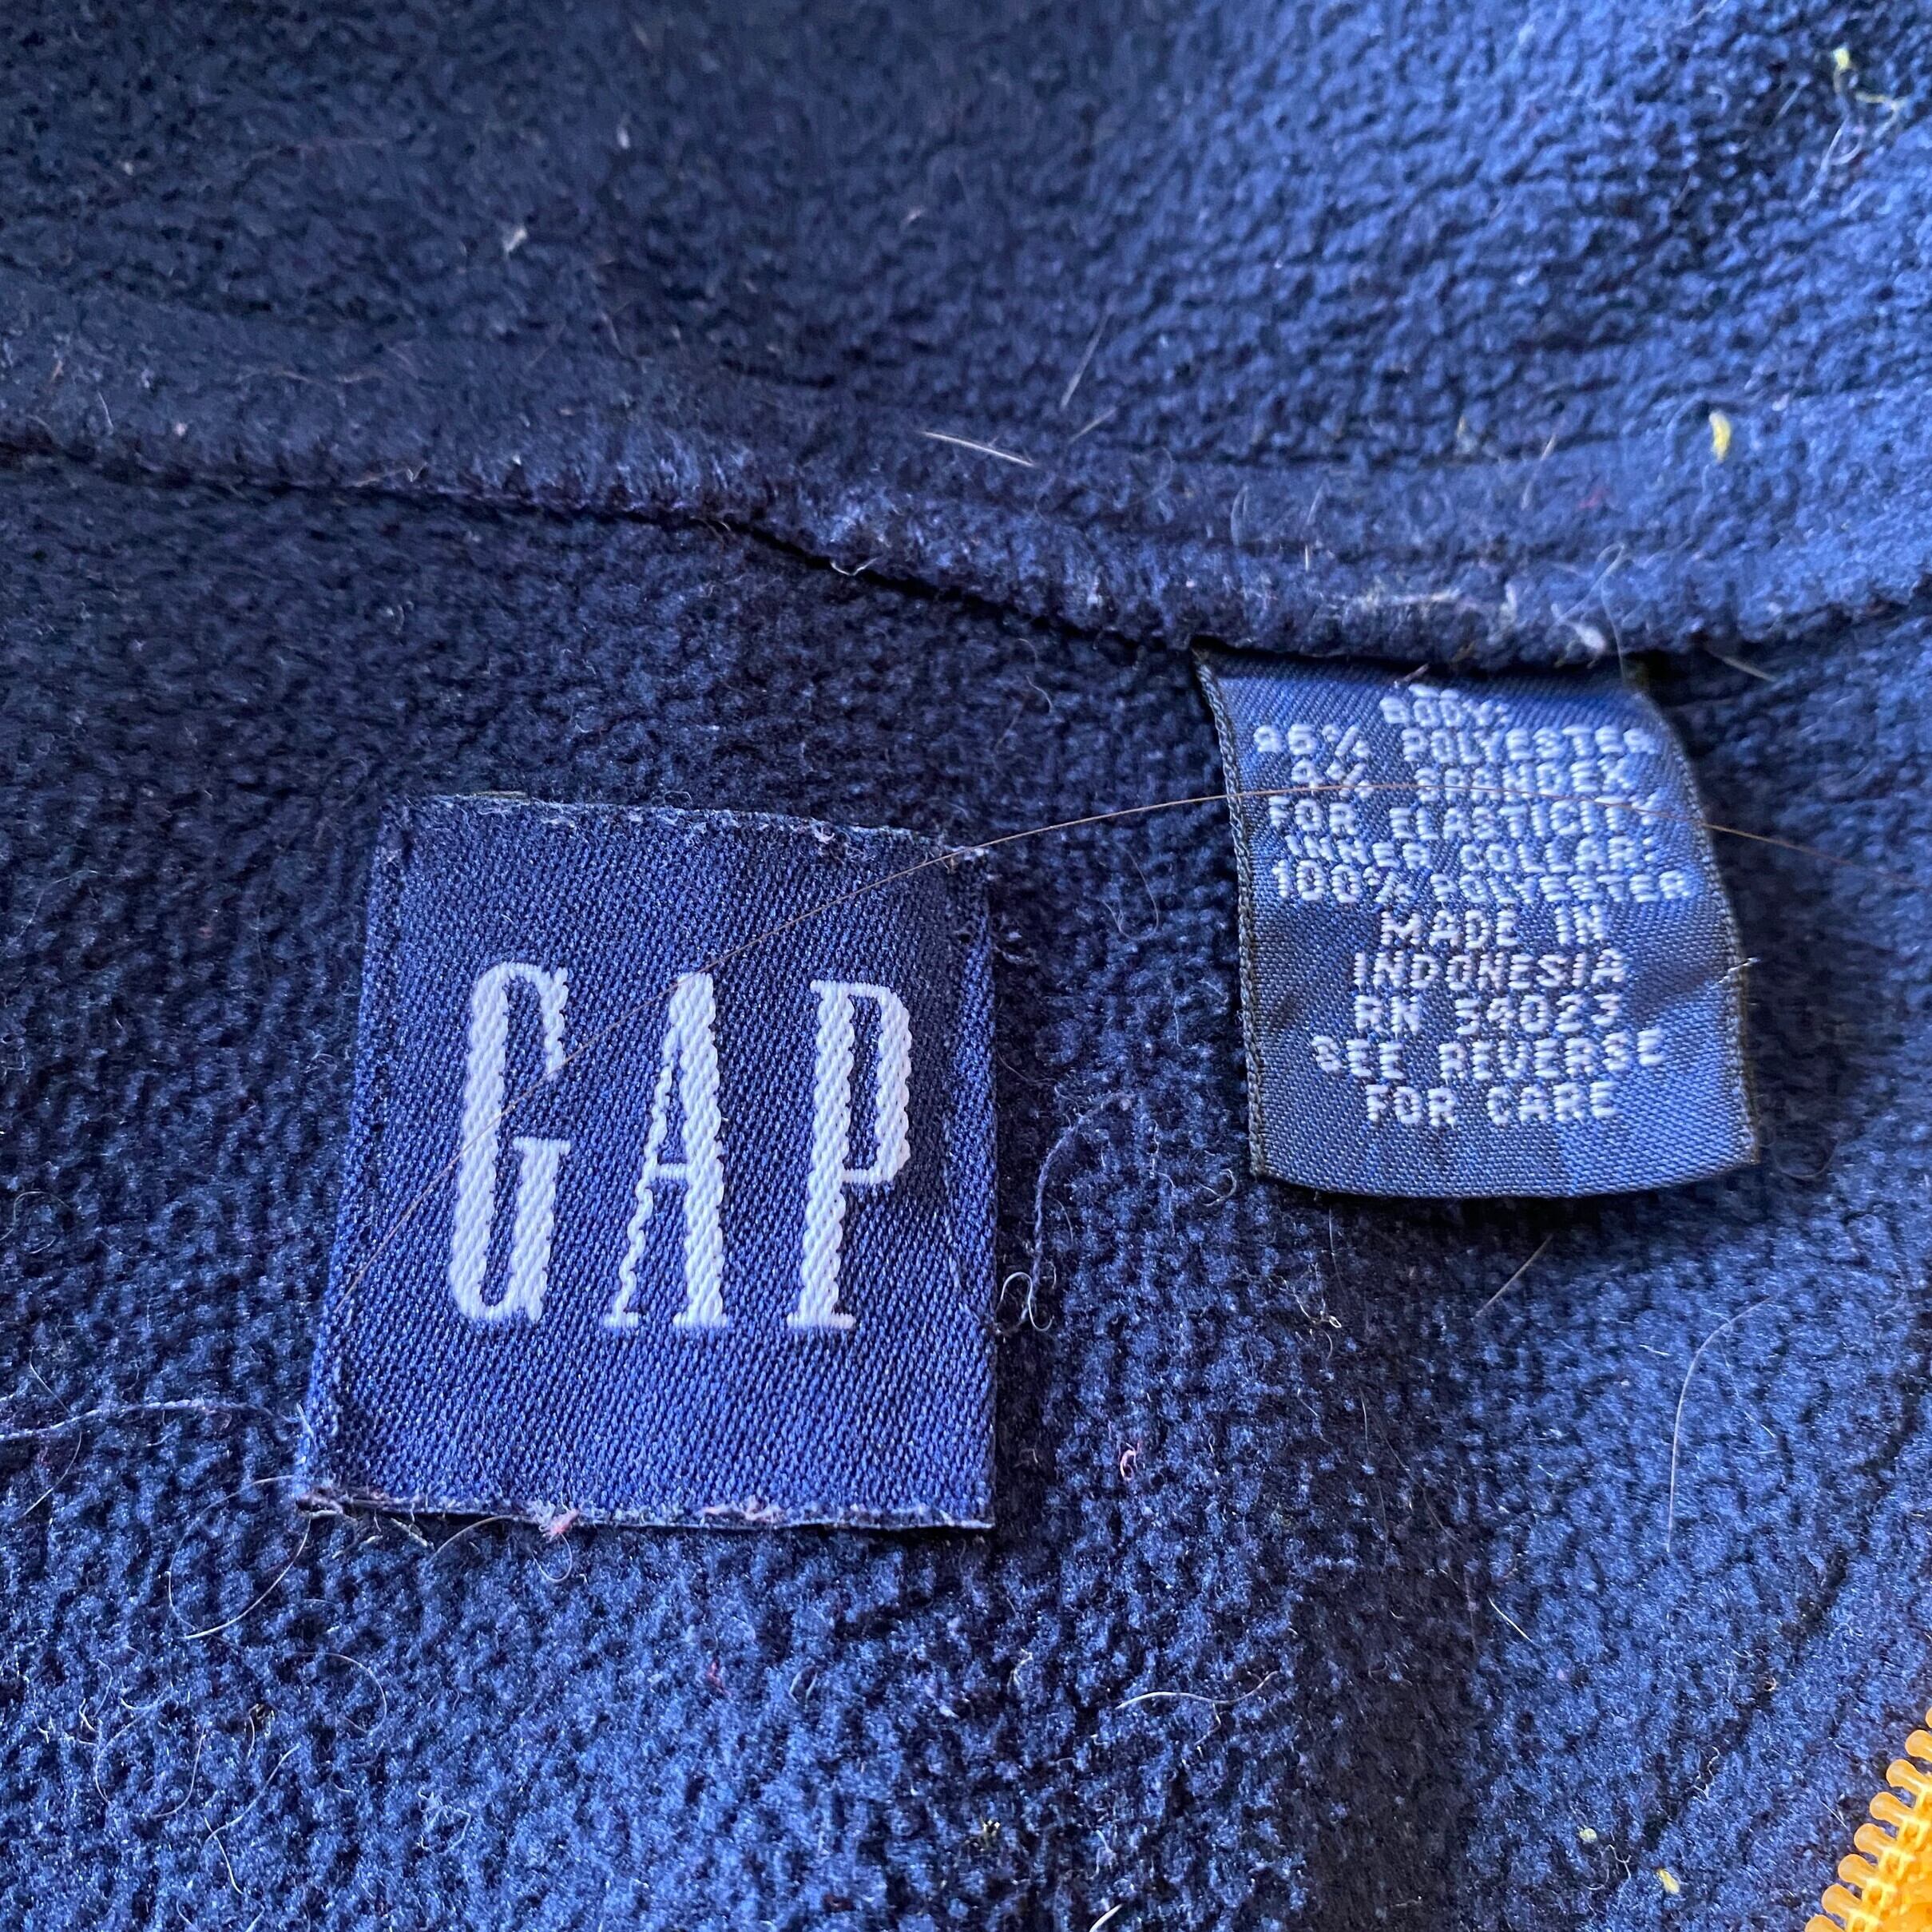 GAP
BODY:
96% POLYESTER
4% SPANDEX
FOR ELASTICITY
INNER COLLAR:
100% POLYESTER
MADE IN
INDONESIA
RN 54023
SEE REVERSE
FOR CARE